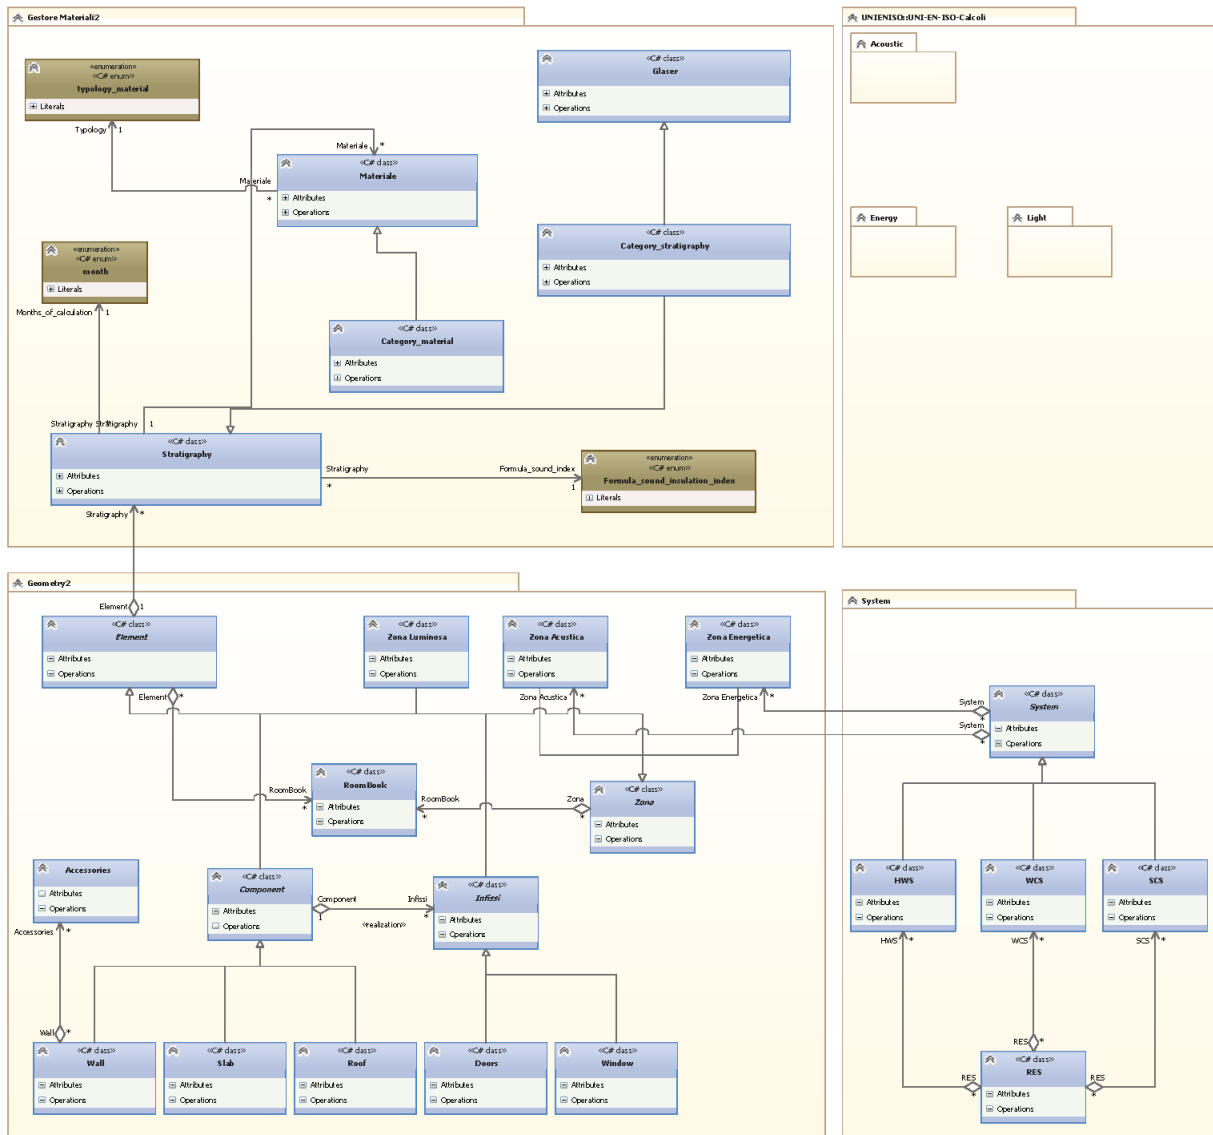 Gestore Materiali2
«enumeration»
«C# enum»
typology_material
Literals
Typology
1
«C# class»
Glaser
Attributes
Operations
Materiale
*
«C# class»
Materiale
Attributes
Operations
Materiale
*
«enumeration»
«C# enum»
month
Literals
Months_of_calculation
1
«C# class»
Category_stratigraphy
Attributes
Operations
«C# class»
Category_material
Attributes
Operations
Stratigraphy
Stratigraphy
1
«C# class»
Stratigraphy
Attributes
Operations
Stratigraphy
*
Formula_sound_index
1
«enumeration»
«C# enum»
Formula_sound_insulation_index
Literals
Stratigraphy
*
UNIENISO::UNI-EN-ISO-Calcoli
Acoustic
Energy
Light
Geometry2
Element
1
«C# class»
Element
Attributes
Operations
«C# class»
Zona Luminosa
Attributes
Operations
«C# class»
Zona Acustica
Attributes
Operations
«C# class»
Zona Energetica
Attributes
Operations
Element
*
Zona Acustica
*
Zona Energetica
*
RoomBook
*
«C# class»
RoomBook
Attributes
Operations
RoomBook
*
Zona
*
«C# class»
Zona
Attributes
Operations
Accessories
Attributes
Operations
Accessories
*
«C# class»
Component
Attributes
Operations
Component
1
Infissi
*
«realization»
«C# class»
Infissi
Attributes
Operations
Wall
*
«C# class»
Wall
Attributes
Operations
«C# class»
Slab
Attributes
Operations
«C# class»
Roof
Attributes
Operations
«C# class»
Doors
Attributes
Operations
«C# class»
Window
Attributes
Operations
System
System
*
System
*
«C# class»
System
Attributes
Operations
«C# class»
HWS
Attributes
Operations
«C# class»
WCS
Attributes
Operations
«C# class»
SCS
Attributes
Operations
HWS
*
WCS
*
SCS
*
RES
*
RES
*
RES
*
«C# class»
RES
Attributes
Operations